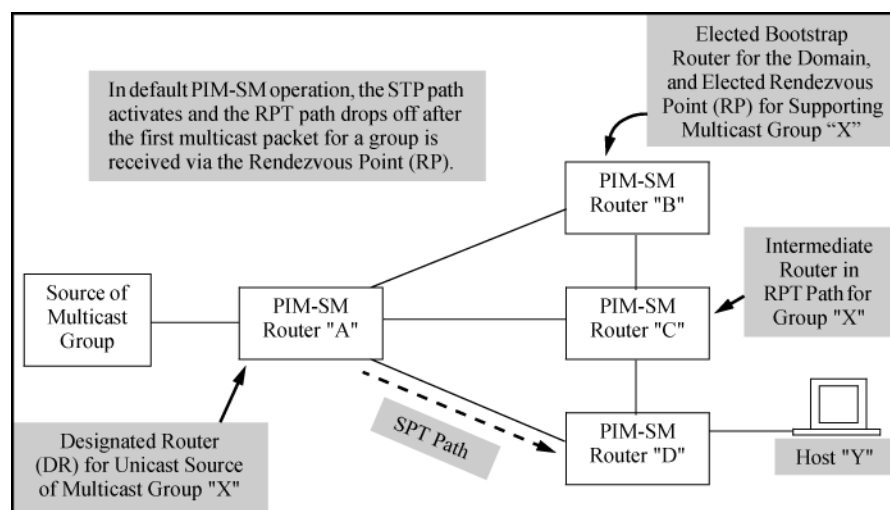 In default PIM-SM operation, the STP path
activates and the RPT path drops off after
the first multicast packet for a group is
received via the Rendezvous Point (RP).
Elected Bootstrap
Router for the Domain,
and Elected Rendezvous
Point (RP) for Supporting
Multicast Group “X”
PIM-SM
Router "B"
Source of
Multicast
Group
PIM-SM
Router "A"
PIM-SM
Router "C"
Intermediate
Router in
RPT Path for
Group "X"
SPT Path
Designated Router
(DR) for Unicast Source
of Multicast Group "X"
PIM-SM
Router "D"
Host "Y"